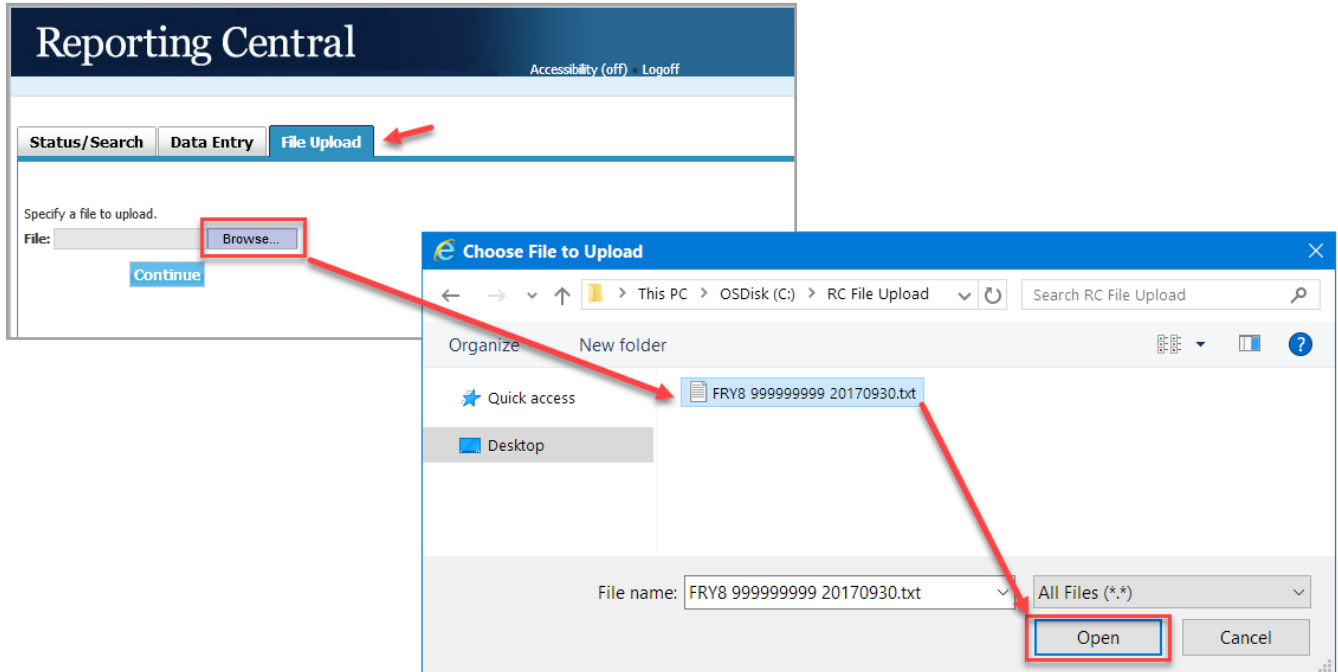 Reporting Central
Accessibility (off) Logoff
Status/Search Data Entry File Upload
Specify a file to upload.
File: Browse...
Continue
Choose File to Upload
This PC > OSDisk (C:) > RC File Upload Search RC File Upload
Organize New folder ?
Quick access
Desktop
FRY8 999999999 20170930.txt
File name: FRY8 999999999 20170930.txt All Files (*.*)
Open Cancel